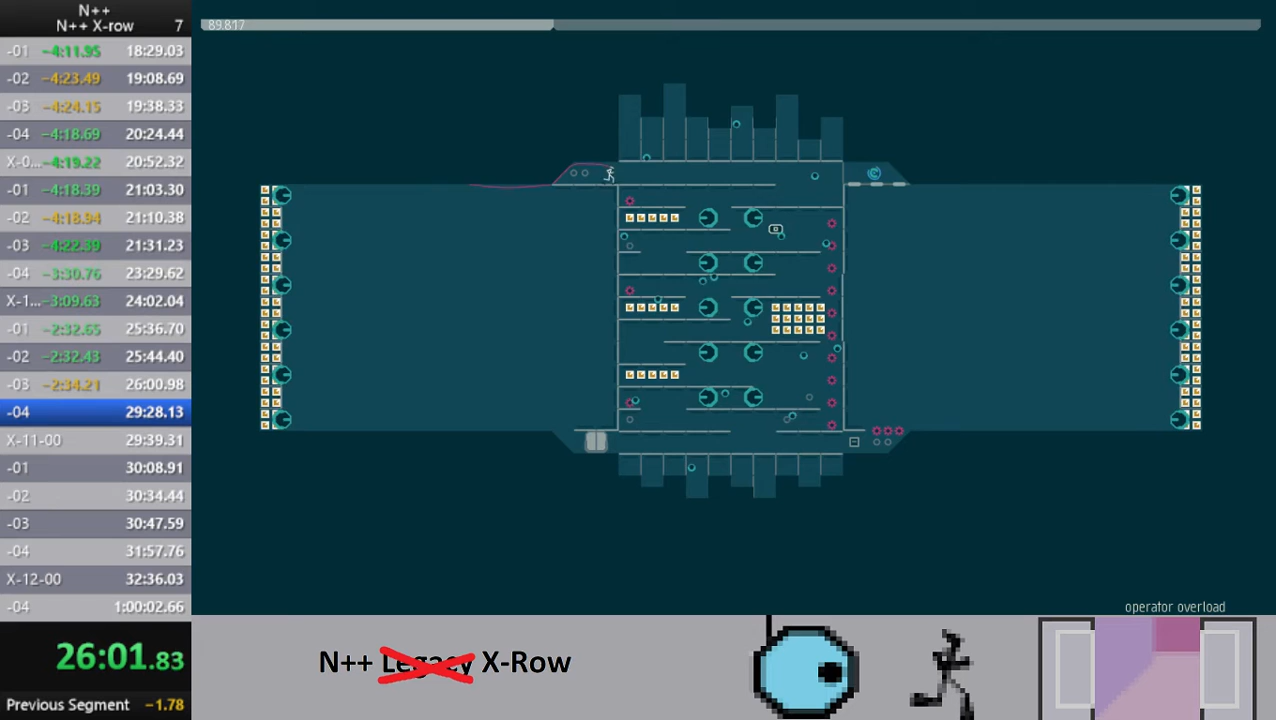 N++
N++ X-row 7
-01 −4:11.95 18:29.03
-02 −4:23.49 19:08.69
-03 −4:24.15 19:38.33
-04 −4:18.69 20:24.44
X-0... −4:19.22 20:52.32
-01 −4:18.39 21:03.30
-02 −4:18.94 21:10.38
-03 −4:22.39 21:31.23
-04 −3:30.76 23:29.62
X-1... −3:09.63 24:02.04
-01 −2:32.65 25:36.70
-02 −2:32.43 25:44.40
-03 −2:34.21 26:00.98
-04 29:28.13
X-11-00 29:39.31
-01 30:08.91
-02 30:34.44
-03 30:47.59
-04 31:57.76
X-12-00 32:36.03
-04 1:00:02.66
26:01.83
Previous Segment −1.78
89.817
operator overload
N++ Legacy X-Row